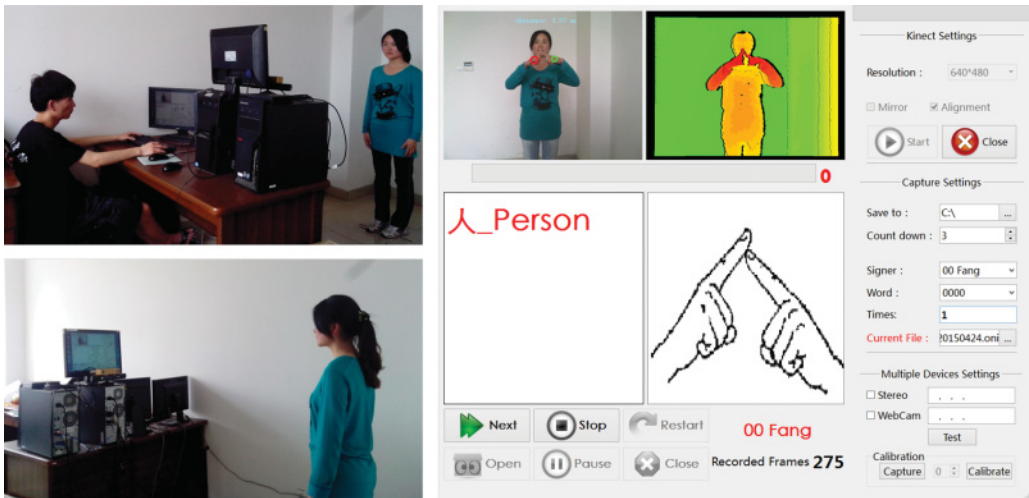 Kinect Settings
Resolution : 640*480
Mirror Alignment
Start Close
0
Capture Settings
Save to : C:\ ...
Count down : 3
人_Person
Signer : 00 Fang
Word : 0000
Times: 1
Current File : 20150424.oni ...
Multiple Devices Settings
Stereo . . .
WebCam . . .
Test
Next Stop Restart
00 Fang
Open Pause Close Recorded Frames 275
Calibration
Capture 0 Calibrate